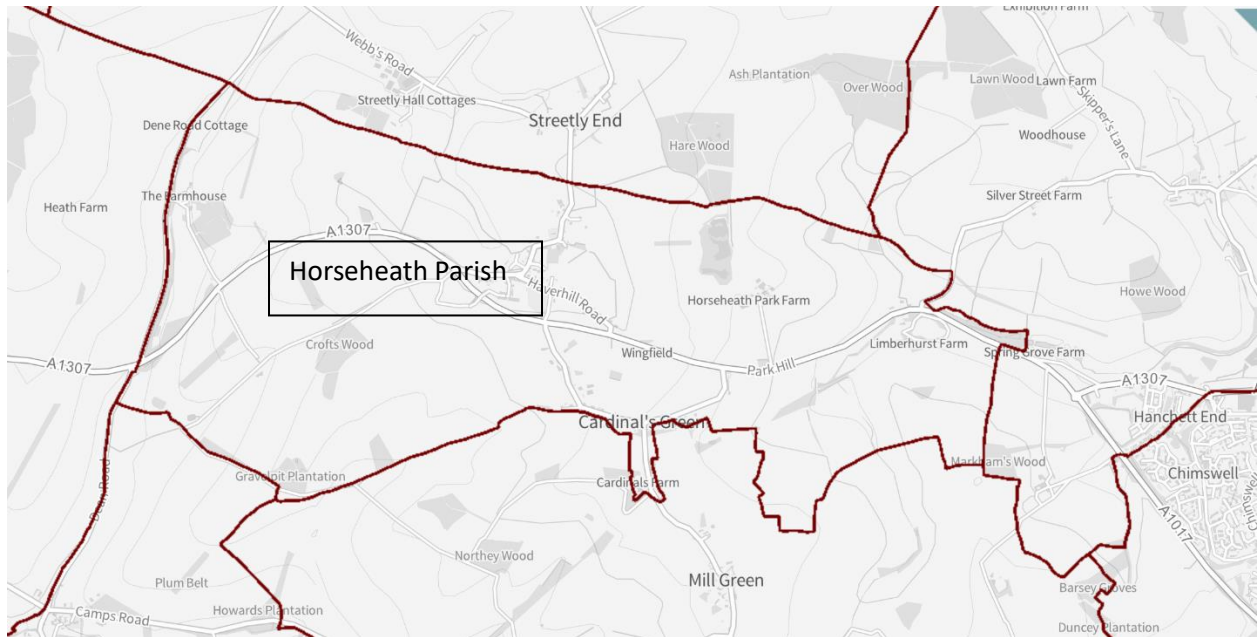 Exhibition Farm
Webb's Road
Ash Plantation
Over Wood
Lawn Wood
Lawn Farm
Skipper's Lane
Streetly Hall Cottages
Streetly End
Dene Road Cottage
Woodhouse
Hare Wood
The Farmhouse
Silver Street Farm
Heath Farm
A1307
Horseheath Parish
Haverhill Road
Horseheath Park Farm
Howe Wood
Crofts Wood
Wingfield
Limberhurst Farm
Spring Grove Farm
A1307
Park Hill
A1307
Cardinal's Green
Hanchett End
Markham's Wood
Chimswell
Gravelpit Plantation
Cardinals Farm
Dean Road
A1017
Northey Wood
Plum Belt
Mill Green
Barsey Groves
Howards Plantation
Camps Road
Duncey Plantation